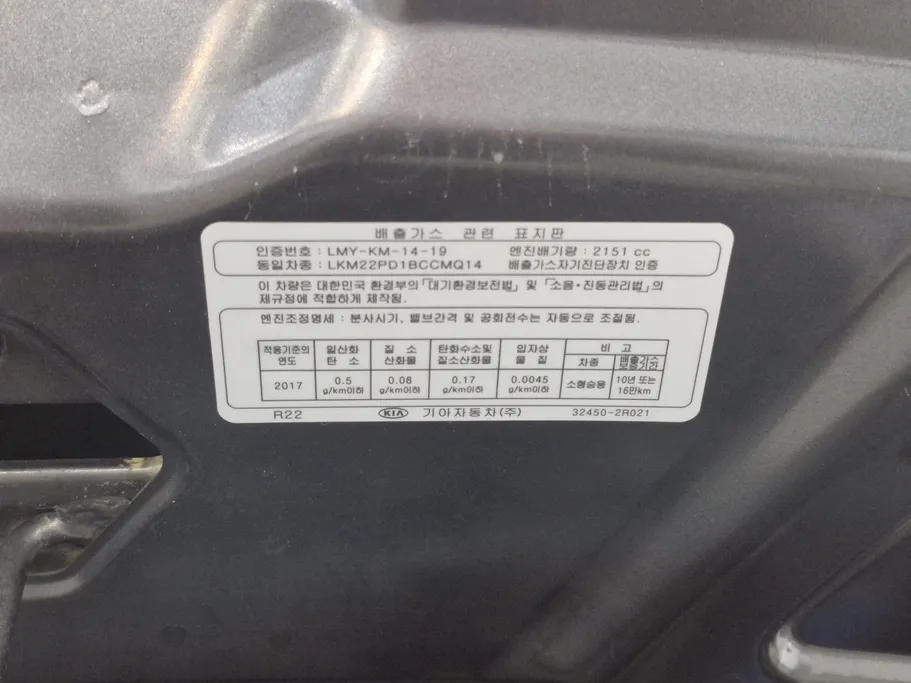 배출가스 관련 표지판
인증번호 : LMY-KM-14-19 엔진배기량 : 2151 cc
동일차종 : LKM22PD1BCCMQ14 배출가스자기진단장치 인증
이 차량은 대한민국 환경부의 「대기환경보전법」 및 「소음·진동관리법」의
제규정에 적합하게 제작됨.
엔진조정명세 : 분사시기, 밸브간격 및 공회전수는 자동으로 조절됨.
적용기준의 일산화 질 소 탄화수소및 입자상 비 고
연도 탄 소 산화물 질소산화물 물 질 차종 배출가스
보증기간
2017 0.5 0.08 0.17 0.0045 소형승용 10년 또는
g/km이하 g/km이하 g/km이하 g/km이하 16만km
R22 KIA 기아자동차(주) 32450-2R021